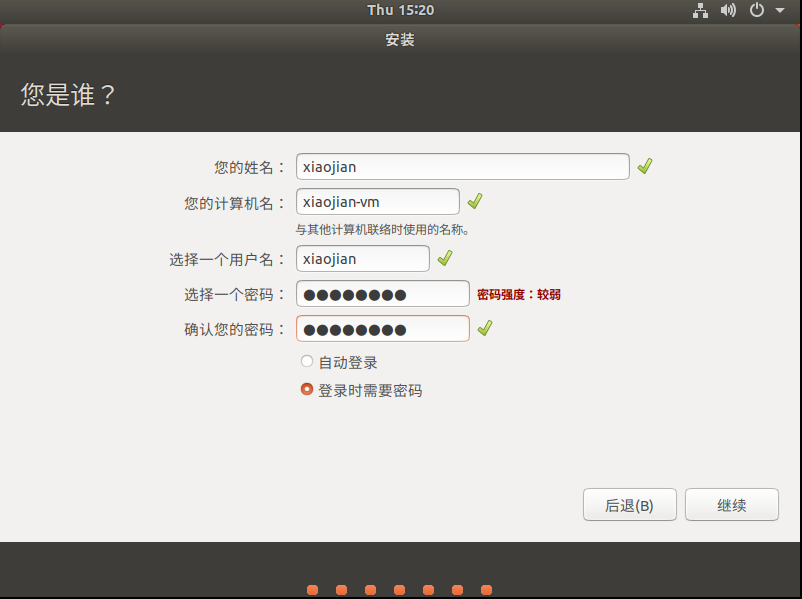 Thu 15:20
安装
您是谁？
您的姓名： xiaojian
您的计算机名： xiaojian-vm
与其他计算机联络时使用的名称。
选择一个用户名： xiaojian
选择一个密码： ●●●●●●●● 密码强度：较弱
确认您的密码： ●●●●●●●●
自动登录
登录时需要密码
后退(B) 继续